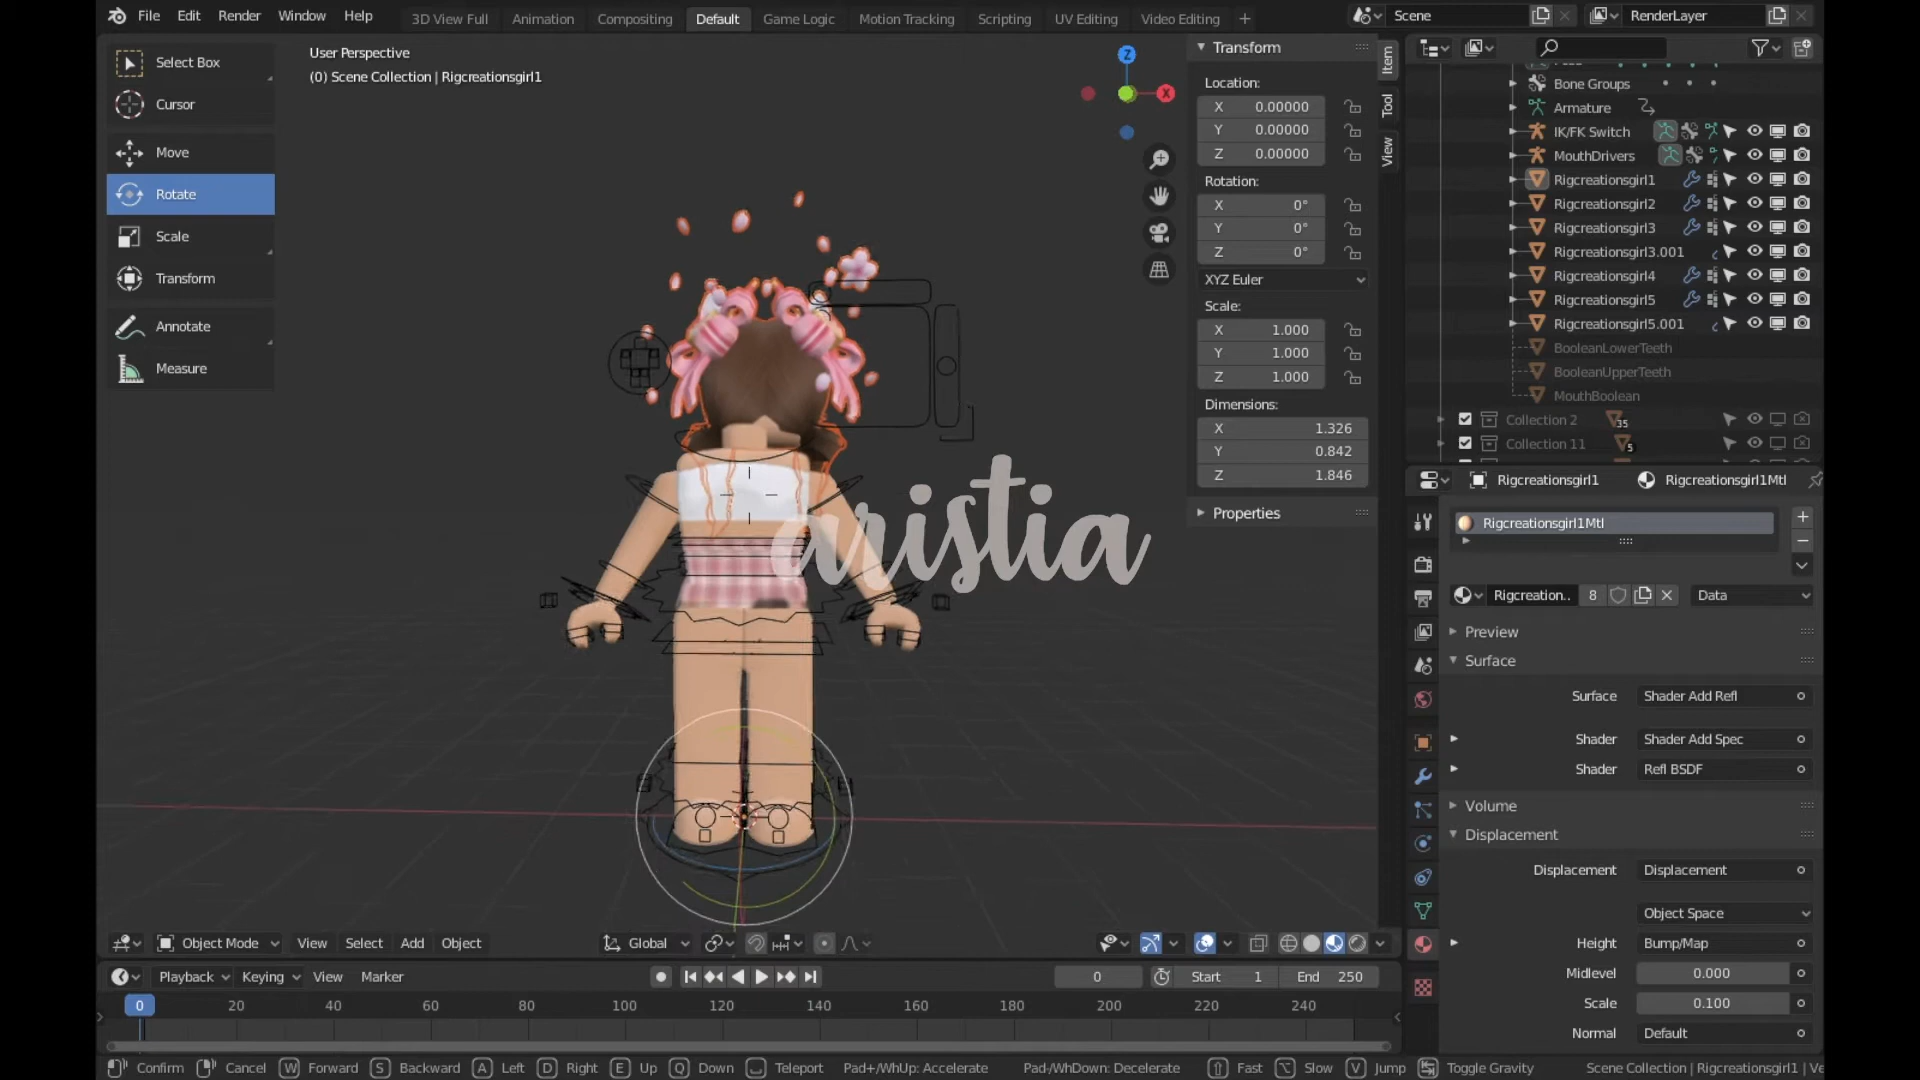 File Edit Render Window Help 3D View Full Animation Compositing Default Game Logic Motion Tracking Scripting UV Editing Video Editing + Scene RenderLayer
Select Box
Cursor
Move
Rotate
Scale
Transform
Annotate
Measure
User Perspective
(0) Scene Collection | Rigcreationsgirl1
Z
X
aristia
Transform
Location:
X 0.00000
Y 0.00000
Z 0.00000
Rotation:
X 0°
Y 0°
Z 0°
XYZ Euler
Scale:
X 1.000
Y 1.000
Z 1.000
Dimensions:
X 1.326
Y 0.842
Z 1.846
Properties
Item
Tool
View
Bone Groups
Armature
IK/FK Switch
MouthDrivers
Rigcreationsgirl1
Rigcreationsgirl2
Rigcreationsgirl3
Rigcreationsgirl3.001
Rigcreationsgirl4
Rigcreationsgirl5
Rigcreationsgirl5.001
BooleanLowerTeeth
BooleanUpperTeeth
MouthBoolean
Collection 2 35
Collection 11 5
Rigcreationsgirl1 Rigcreationsgirl1Mtl
Rigcreationsgirl1Mtl
Rigcreation.. 8 Data
Preview
Surface
Surface Shader Add Refl
Shader Shader Add Spec
Shader Refl BSDF
Volume
Displacement
Displacement Displacement
Object Space
Height Bump/Map
Midlevel 0.000
Scale 0.100
Normal Default
Object Mode View Select Add Object Global
Playback Keying View Marker 0 Start 1 End 250
0 20 40 60 80 100 120 140 160 180 200 220 240
Confirm Cancel W Forward S Backward A Left D Right E Up Q Down Teleport Pad+/WhUp: Accelerate Pad-/WhDown: Decelerate Fast Slow V Jump Toggle Gravity Scene Collection | Rigcreationsgirl1 | Ve